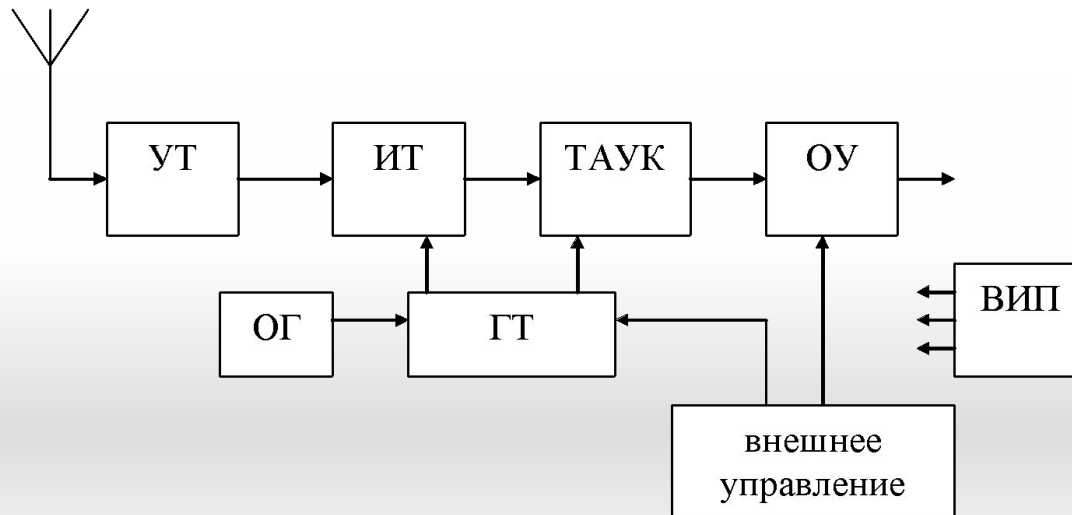 УТ
ИТ
ТАУК
ОУ
ОГ
ГТ
ВИП
внешнее
управление